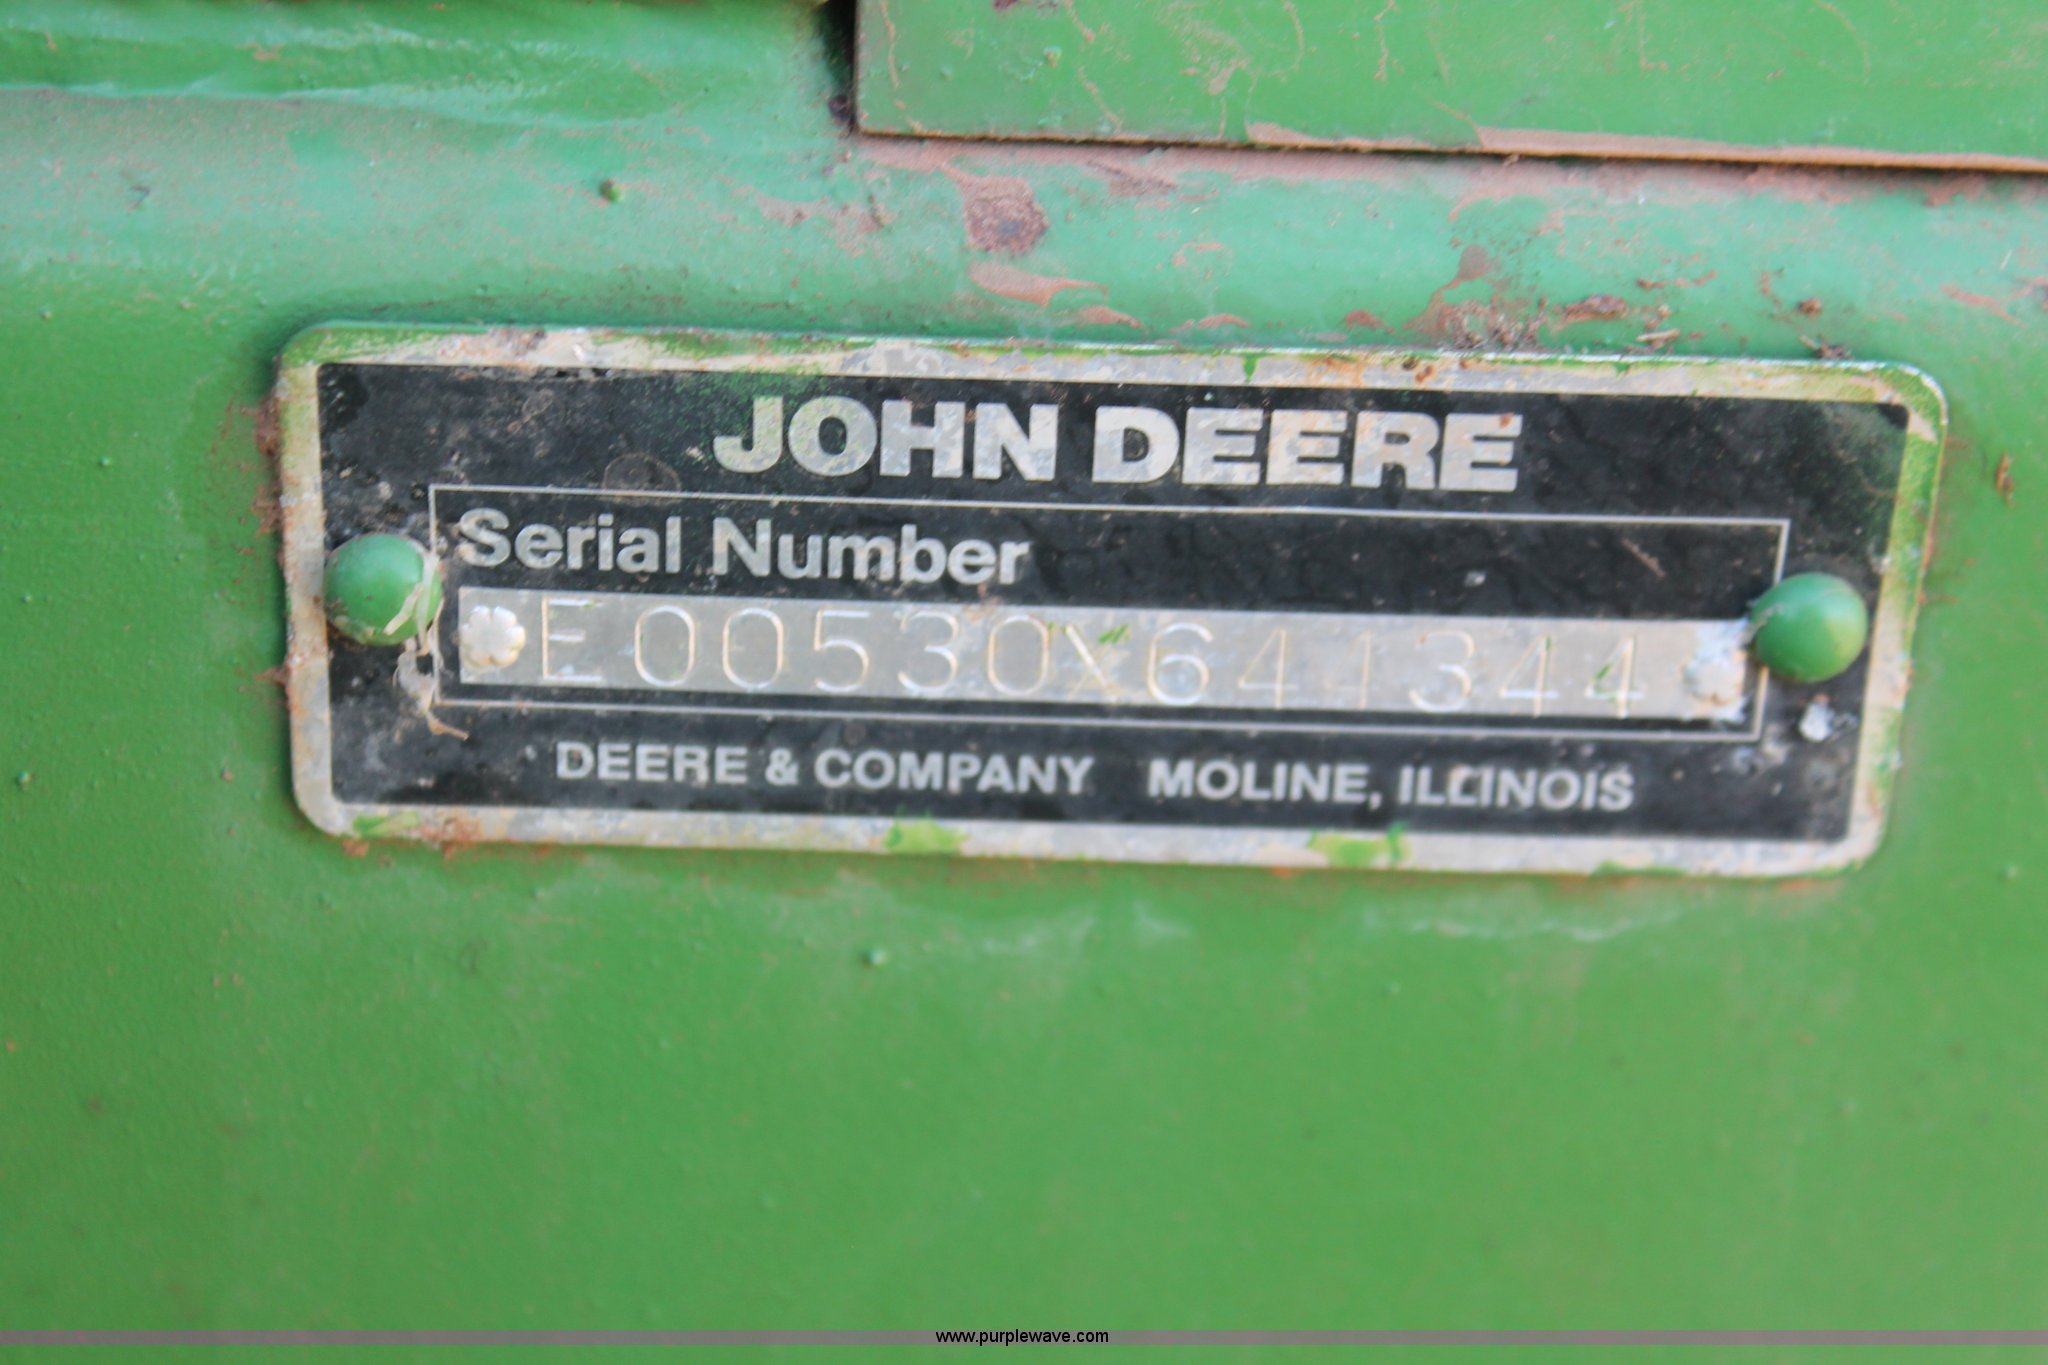 JOHN DEERE
Serial Number
E00530X641344
DEERE & COMPANY MOLINE, ILLINOIS
www.purplewave.com